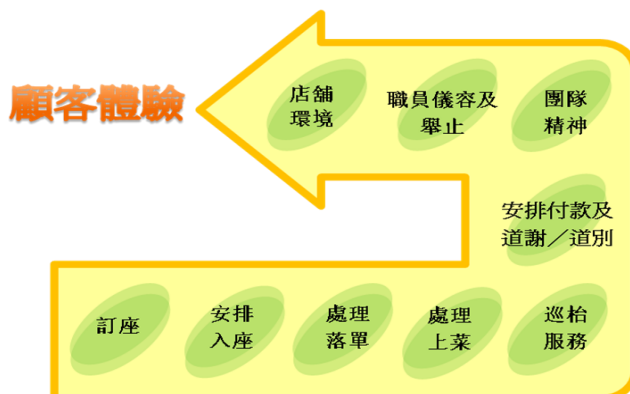 顧客體驗
店舖
環境
職員儀容及
舉止
團隊
精神
安排付款及
道謝／道別
訂座
安排
入座
處理
落單
處理
上菜
巡枱
服務